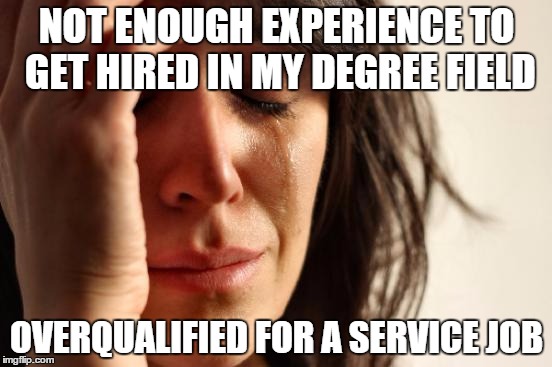 NOT ENOUGH EXPERIENCE TO
GET HIRED IN MY DEGREE FIELD
OVERQUALIFIED FOR A SERVICE JOB
imgflip.com